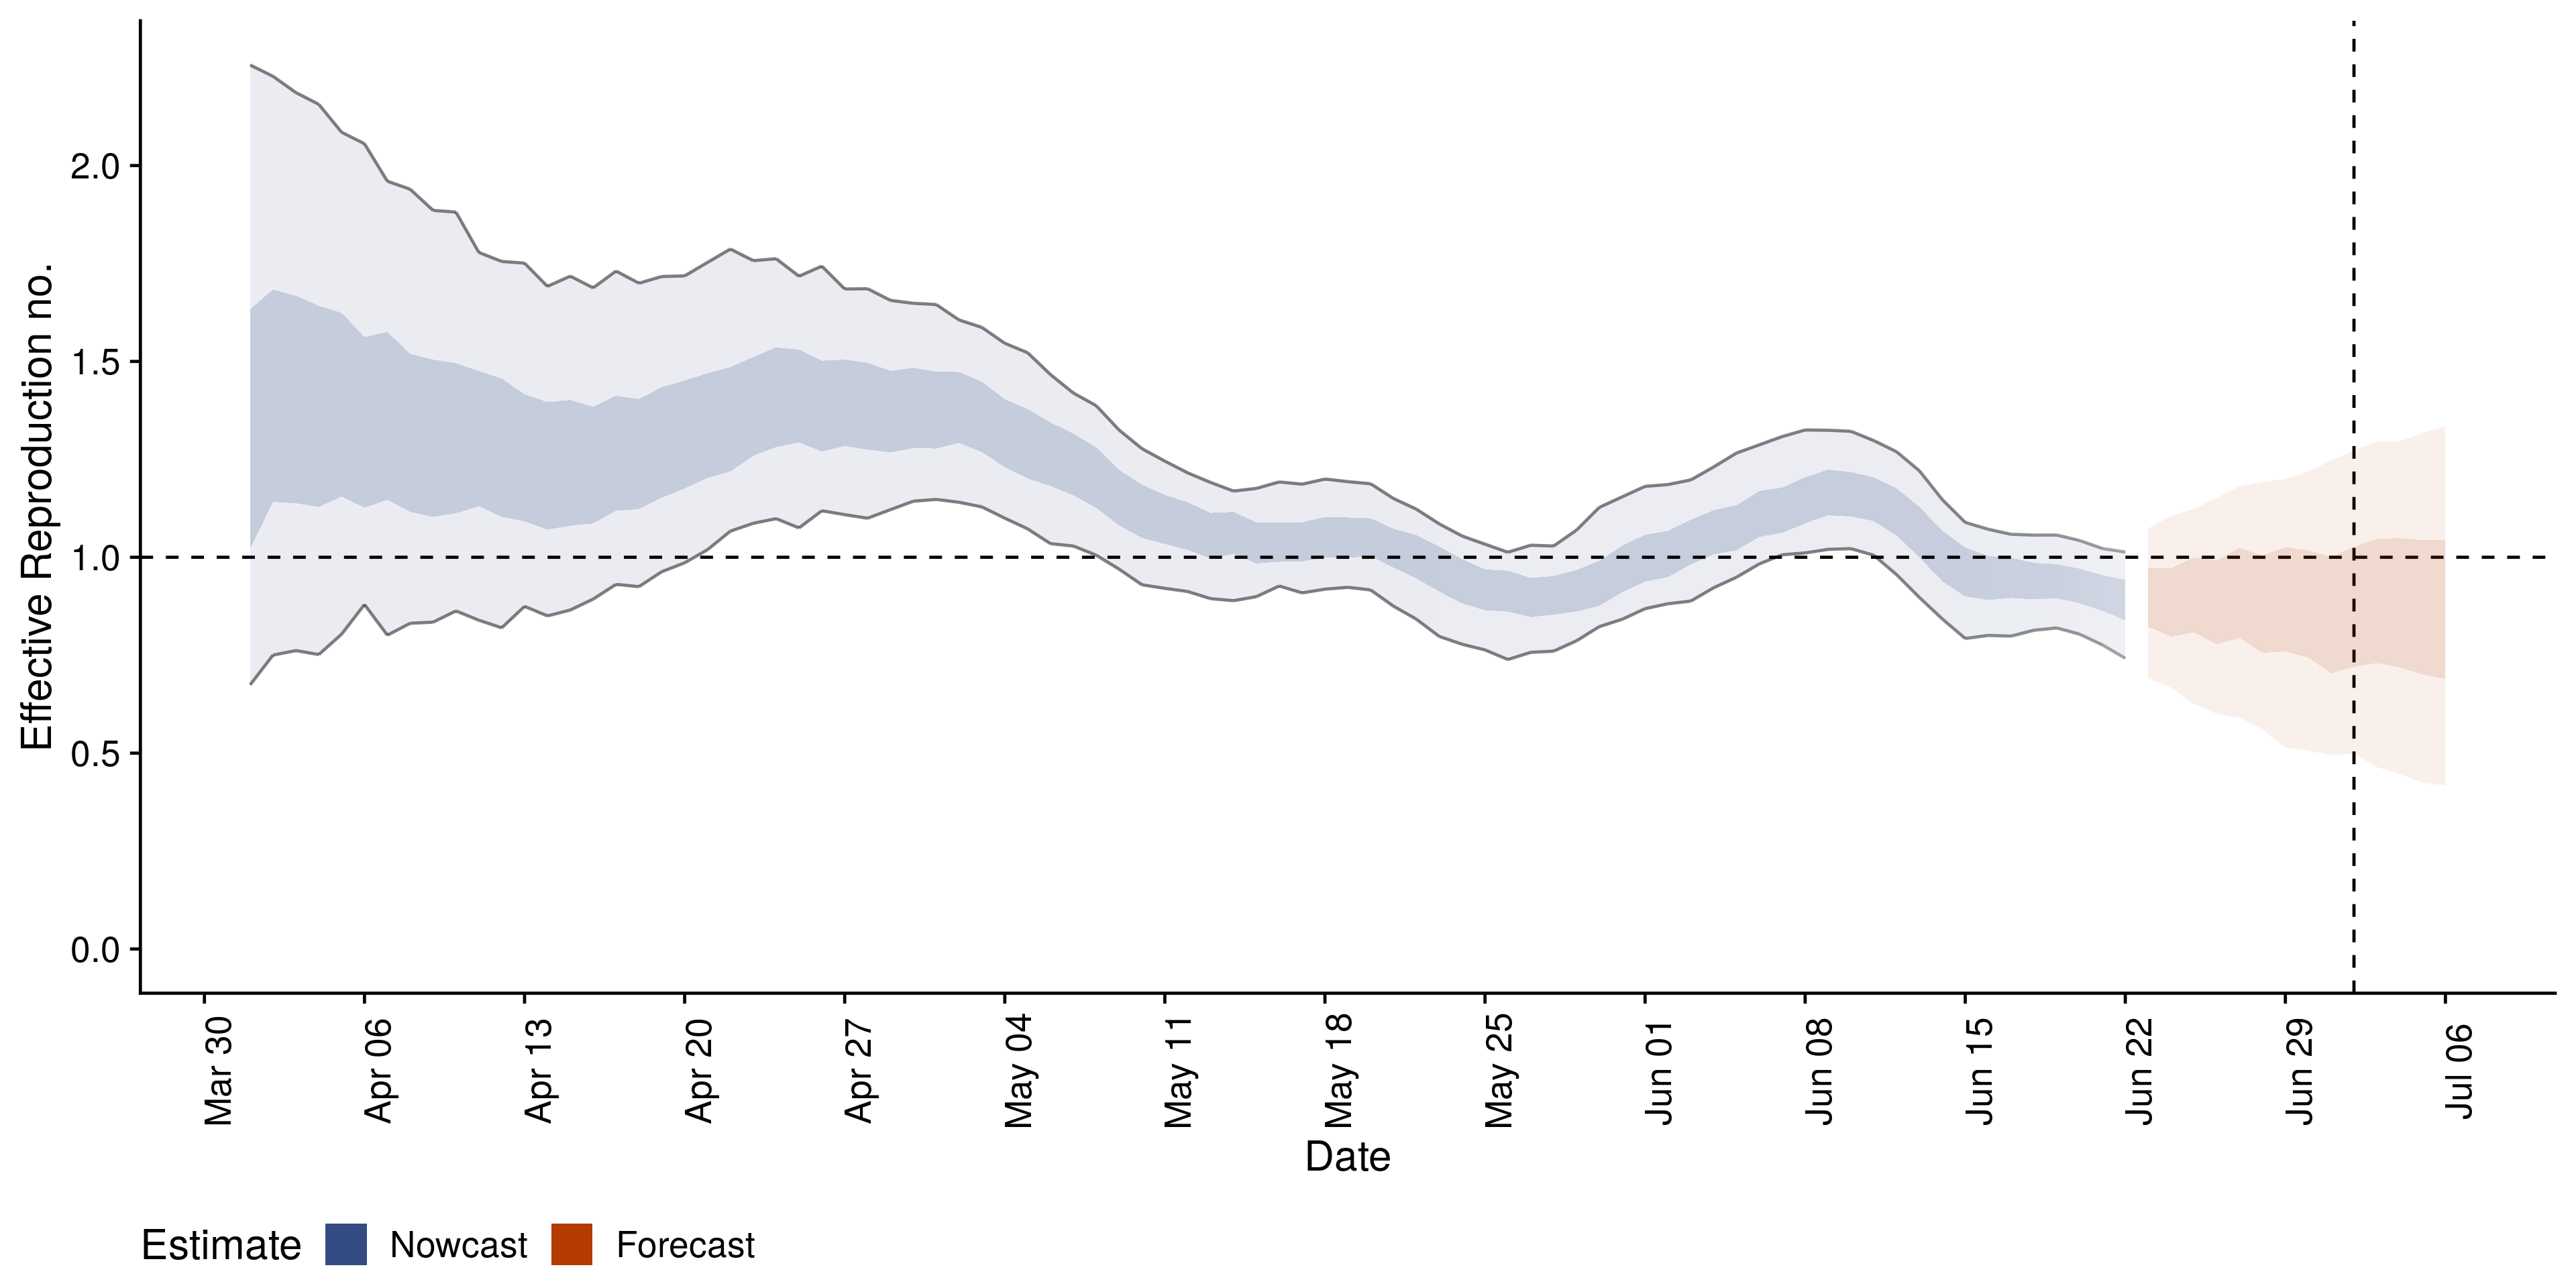 Effective Reproduction no.
2.0
1.5
1.0
0.5
0.0
Mar 30
Apr 06
Apr 13
Apr 20
Apr 27
May 04
May 11
May 18
May 25
Jun 01
Jun 08
Jun 15
Jun 22
Jun 29
Jul 06
Date
Estimate Nowcast Forecast